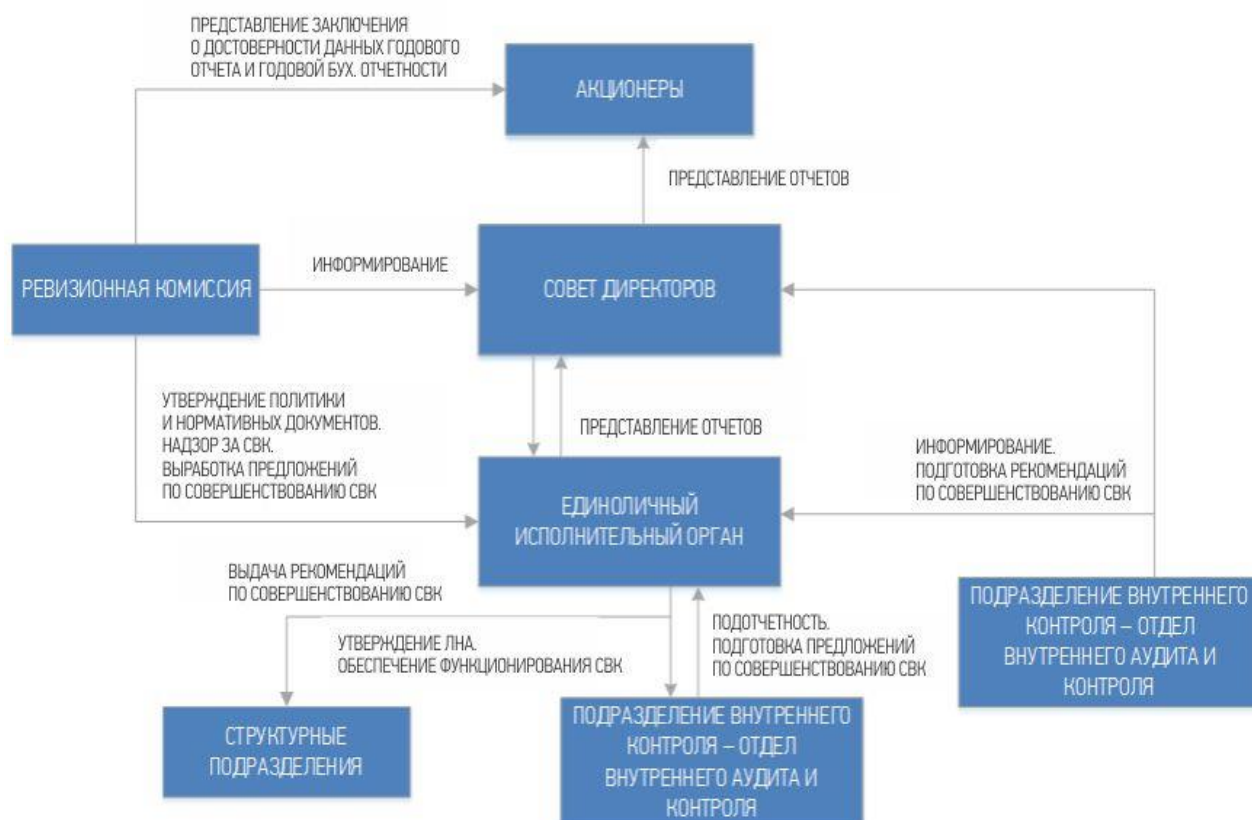 ПРЕДСТАВЛЕНИЕ ЗАКЛЮЧЕНИЯ
О ДОСТОВЕРНОСТИ ДАННЫХ ГОДОВОГО
ОТЧЕТА И ГОДОВОЙ БУХ. ОТЧЕТНОСТИ
АКЦИОНЕРЫ
ПРЕДСТАВЛЕНИЕ ОТЧЕТОВ
РЕВИЗИОННАЯ КОМИССИЯ
ИНФОРМИРОВАНИЕ
СОВЕТ ДИРЕКТОРОВ
УТВЕРЖДЕНИЕ ПОЛИТИКИ
И НОРМАТИВНЫХ ДОКУМЕНТОВ.
НАДЗОР ЗА СВК.
ВЫРАБОТКА ПРЕДЛОЖЕНИЙ
ПО СОВЕРШЕНСТВОВАНИЮ СВК
ПРЕДСТАВЛЕНИЕ ОТЧЕТОВ
ИНФОРМИРОВАНИЕ.
ПОДГОТОВКА РЕКОМЕНДАЦИЙ
ПО СОВЕРШЕНСТВОВАНИЮ СВК
ЕДИНОЛИЧНЫЙ
ИСПОЛНИТЕЛЬНЫЙ ОРГАН
ВЫДАЧА РЕКОМЕНДАЦИЙ
ПО СОВЕРШЕНСТВОВАНИЮ СВК
УТВЕРЖДЕНИЕ ЛНА.
ОБЕСПЕЧЕНИЕ ФУНКЦИОНИРОВАНИЯ СВК
ПОДОТЧЕТНОСТЬ.
ПОДГОТОВКА ПРЕДЛОЖЕНИЙ
ПО СОВЕРШЕНСТВОВАНИЮ СВК
ПОДРАЗДЕЛЕНИЕ ВНУТРЕННЕГО
КОНТРОЛЯ – ОТДЕЛ
ВНУТРЕННЕГО АУДИТА И
КОНТРОЛЯ
СТРУКТУРНЫЕ
ПОДРАЗДЕЛЕНИЯ
ПОДРАЗДЕЛЕНИЕ ВНУТРЕННЕГО
КОНТРОЛЯ – ОТДЕЛ
ВНУТРЕННЕГО АУДИТА И
КОНТРОЛЯ